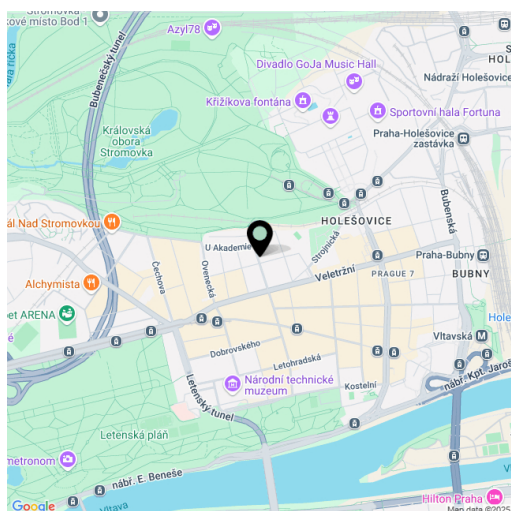 Stromovka
kové místo Bod 1
Azyl78
Bubenečský tunel
Divadlo GoJa Music Hall
Nádraží Holešovice
Křižíkova fontána
Sportovní hala Fortuna
Královská
obora
Stromovka
Praha-Holešovice
zastávka
Bubenská
HOLEŠOVICE
ál Nad Stromovkou
U Akademie
Strojnická
Praha-Bubny
BUBNY
Čechova
Ovenecká
Veletržní
PRAGUE 7
Alchymista
et ARENA
Vltavská
M
Dobrovského
Letohradská
Národní technické
muzeum
Kostelní
nábř. Kpt. Jaroš
Letenský tunel
Letenská pláň
metronom
nábř. E. Beneše
Hilton Praha
Google
Map data ©2025